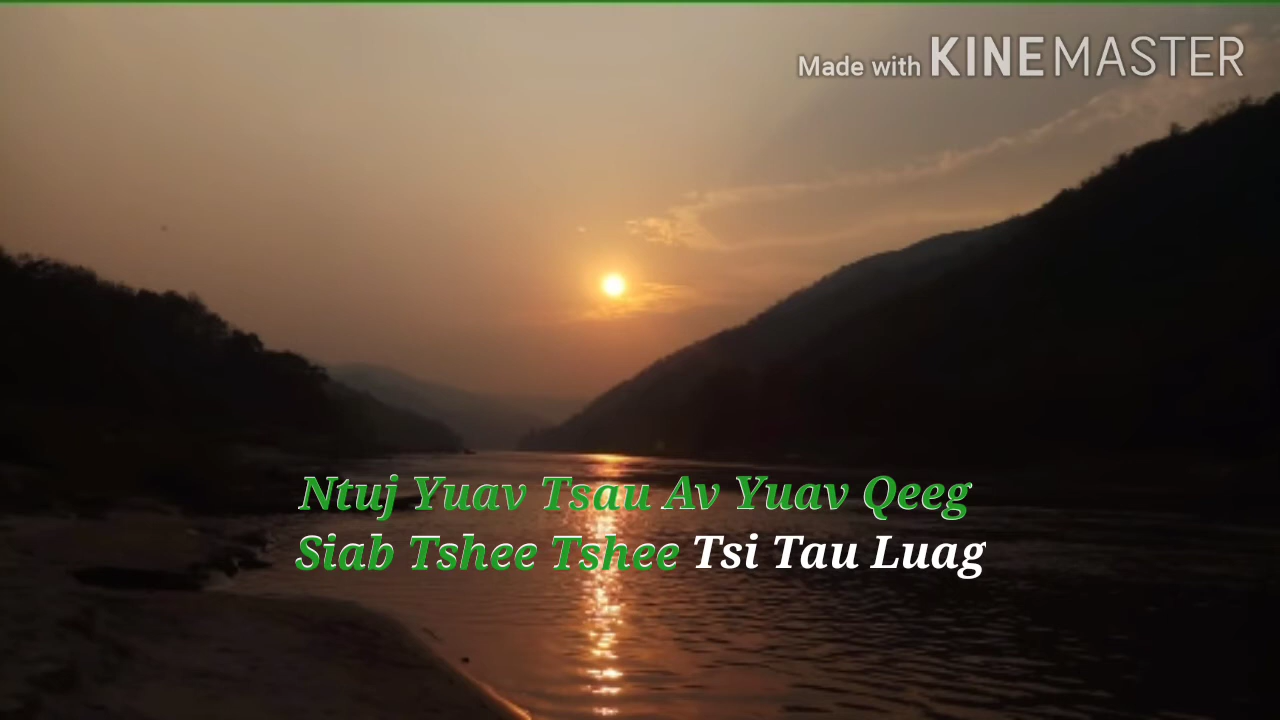 Made with KINEMASTER
Ntuj Yuav Tsau Av Yuav Qeeg
Siab Tshee Tshee Tsi Tau Luag